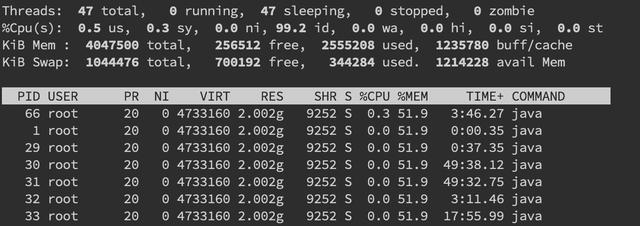 Threads:  47 total,   0 running,  47 sleeping,   0 stopped,   0 zombie
%Cpu(s):  0.5 us,  0.3 sy,  0.0 ni, 99.2 id,  0.0 wa,  0.0 hi,  0.0 si,  0.0 st
KiB Mem :  4047500 total,   256512 free,  2555208 used,  1235780 buff/cache
KiB Swap:  1044476 total,   700192 free,   344284 used.  1214228 avail Mem
PID USER      PR  NI    VIRT    RES    SHR S %CPU %MEM     TIME+ COMMAND
66 root      20   0 4733160 2.002g   9252 S  0.3 51.9   3:46.27 java
1 root      20   0 4733160 2.002g   9252 S  0.0 51.9   0:00.35 java
29 root      20   0 4733160 2.002g   9252 S  0.0 51.9   0:37.35 java
30 root      20   0 4733160 2.002g   9252 S  0.0 51.9  49:38.12 java
31 root      20   0 4733160 2.002g   9252 S  0.0 51.9  49:32.75 java
32 root      20   0 4733160 2.002g   9252 S  0.0 51.9   3:11.46 java
33 root      20   0 4733160 2.002g   9252 S  0.0 51.9  17:55.99 java